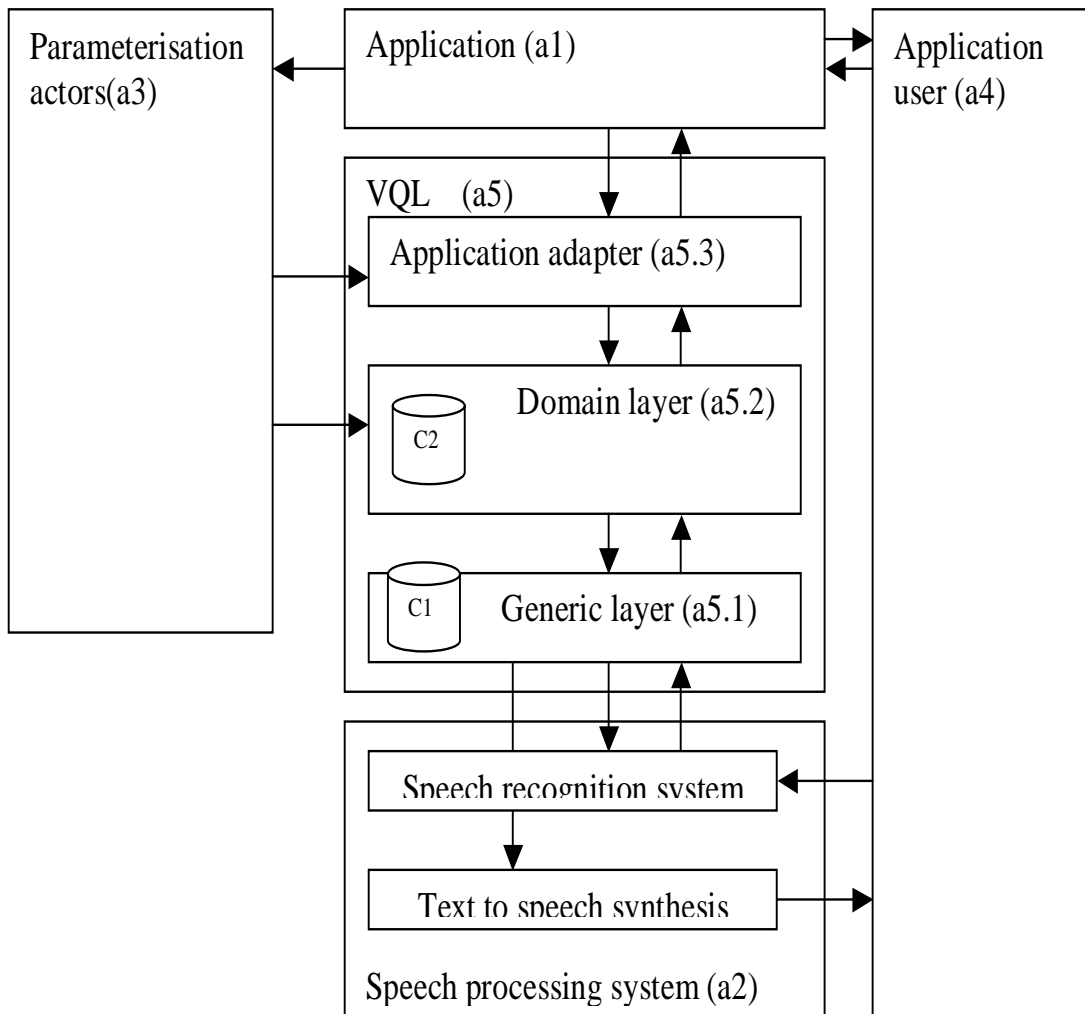 Parameterisation
actors(a3)
Application (a1)
Application
user (a4)
VQL (a5)
Application adapter (a5.3)
Domain layer (a5.2)
C2
C1
Generic layer (a5.1)
Speech recognition system
Text to speech synthesis
Speech processing system (a2)